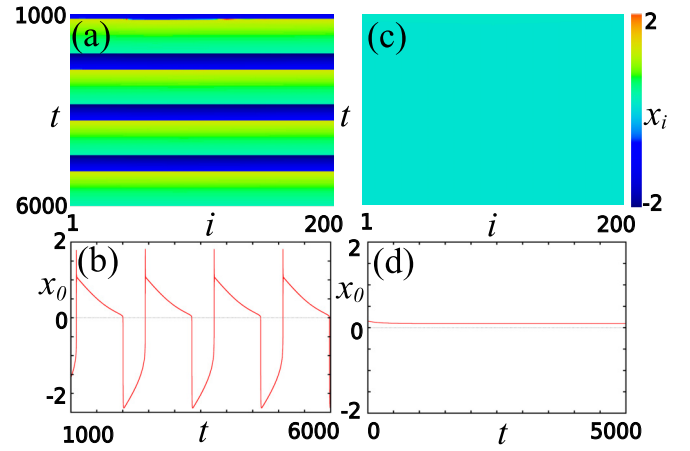 1000 (a) (c) 2
t t x_i
6000 -2
1 i 200 1 i 200
2 (b) 2 (d)
x_0 x_0
0 0
-2 -2
1000 t 6000 0 t 5000